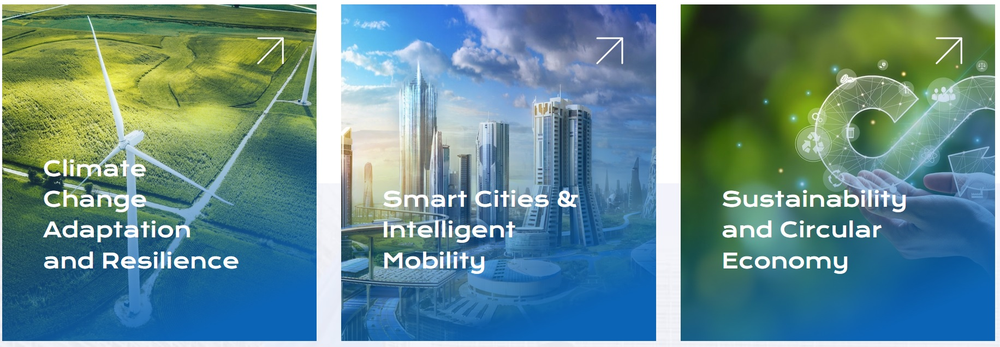 Climate
Change
Adaptation
and Resilience
Smart Cities &
Intelligent
Mobility
Sustainability
and Circular
Economy